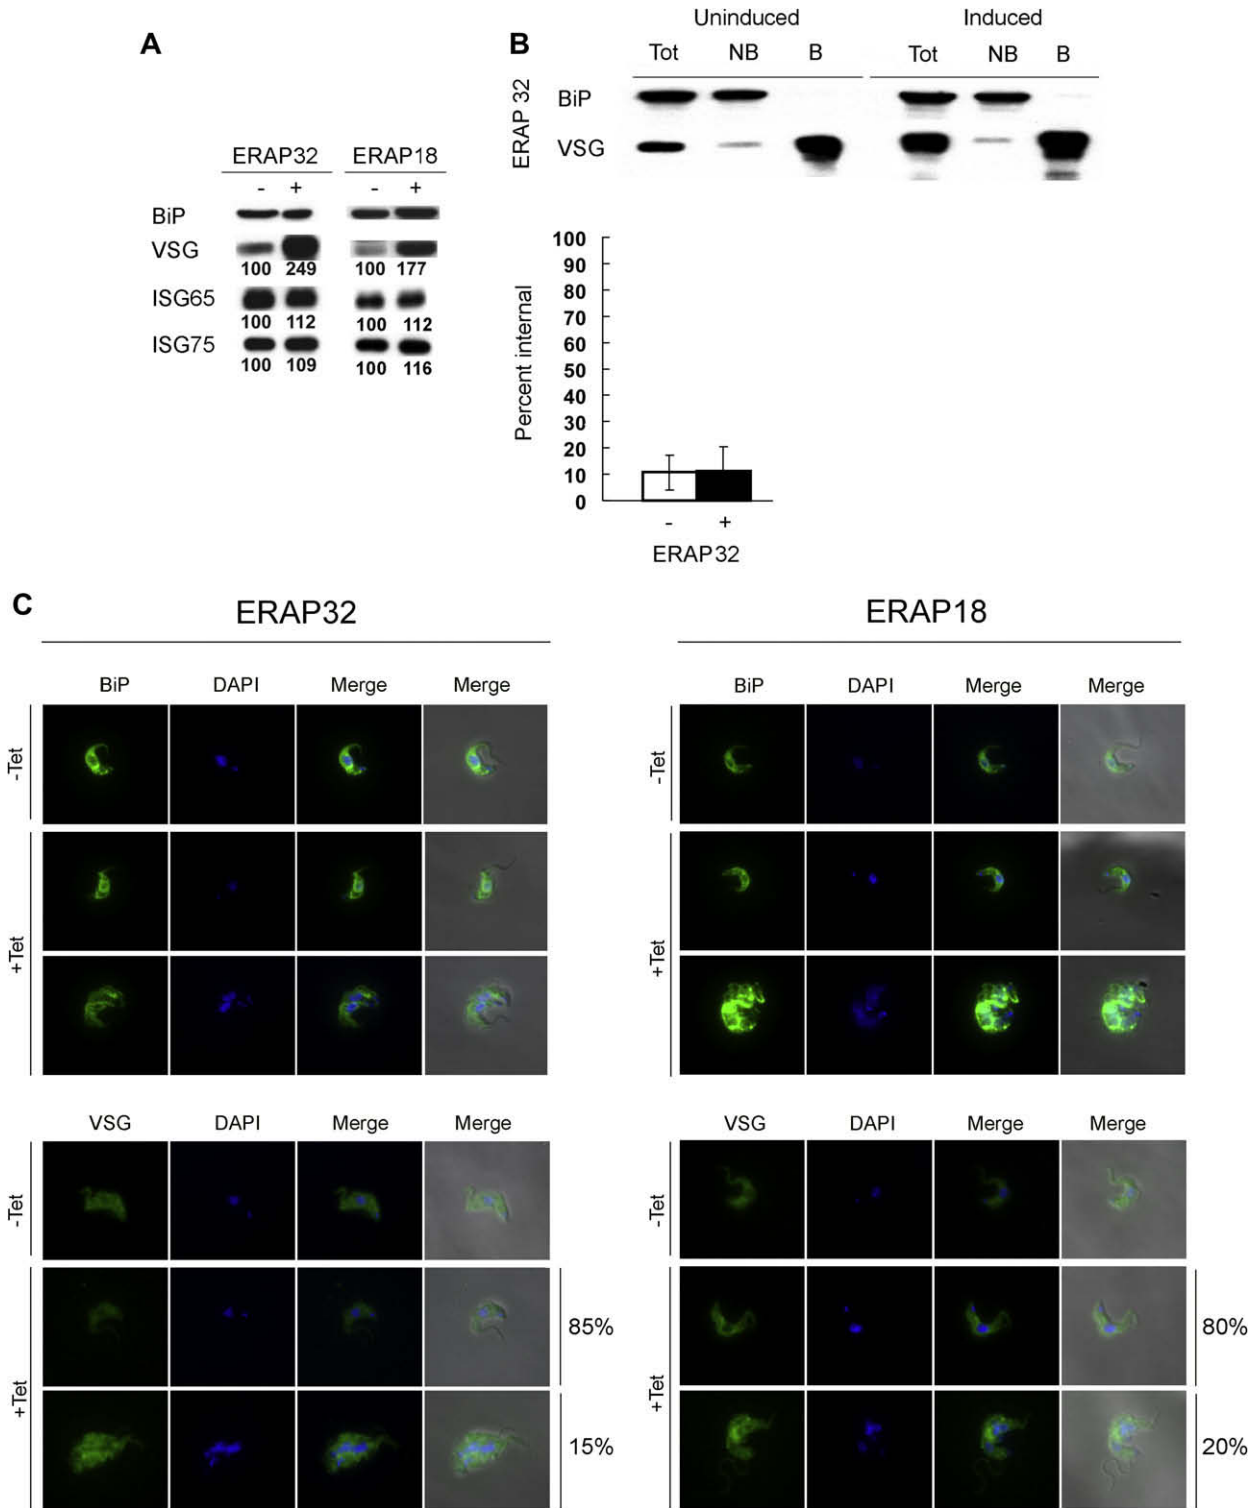 A
ERAP32 ERAP18
- + - +
BiP
VSG
100 249 100 177
ISG65
100 112 100 112
ISG75
100 109 100 116
B
Uninduced Induced
Tot NB B Tot NB B
ERAP 32
BiP
VSG
Percent internal
100
90
80
70
60
50
40
30
20
10
0
- +
ERAP32
C
ERAP32 ERAP18
BiP DAPI Merge Merge BiP DAPI Merge Merge
-Tet -Tet
+Tet +Tet
VSG DAPI Merge Merge VSG DAPI Merge Merge
-Tet -Tet
+Tet +Tet
85% 80%
15% 20%